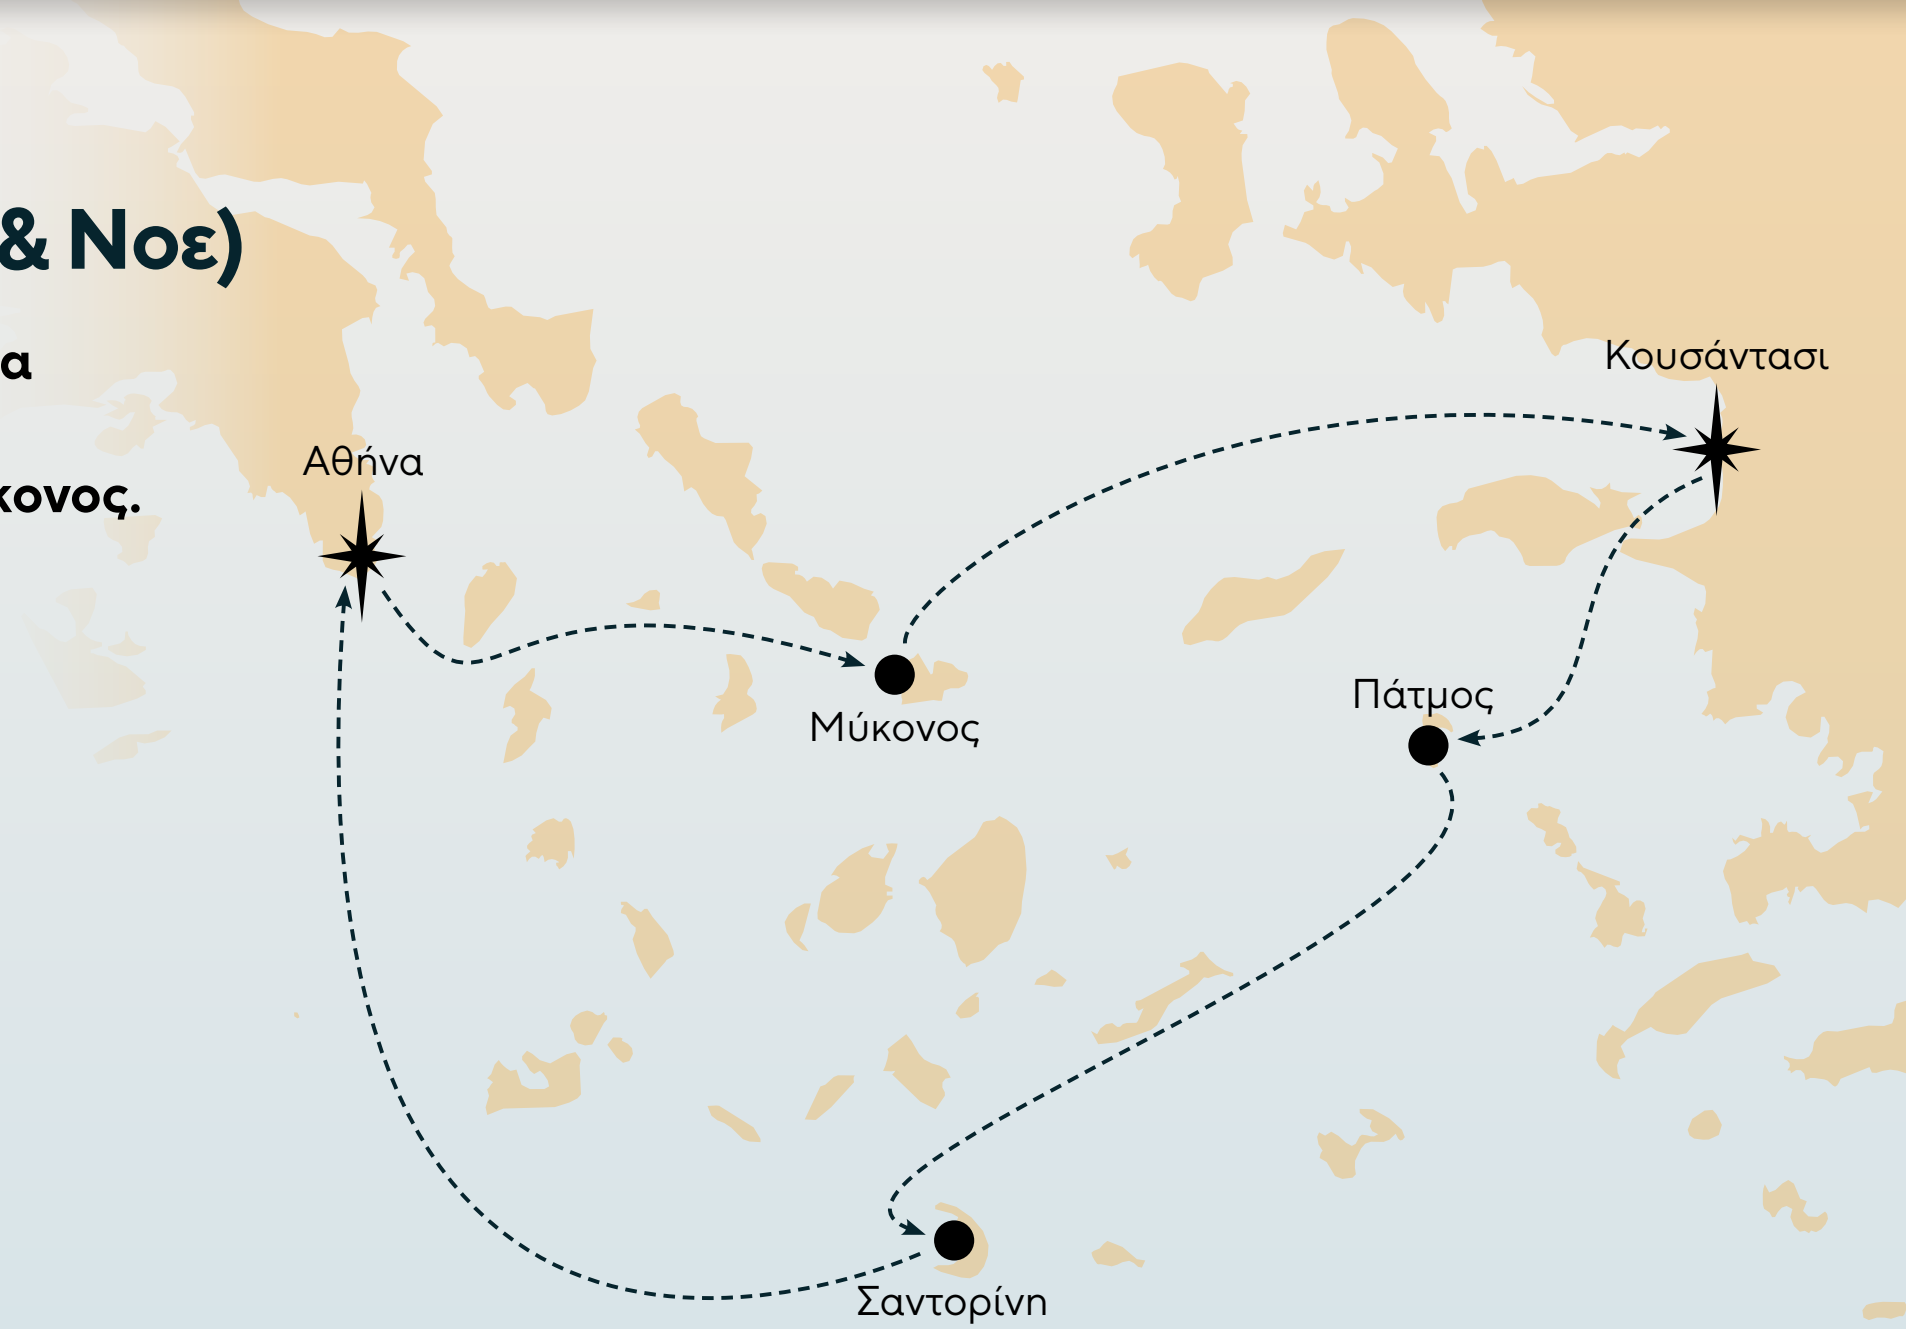 & Νοε)
α
κονος.
Κουσάντασι
Αθήνα
Πάτμος
Μύκονος
Σαντορίνη